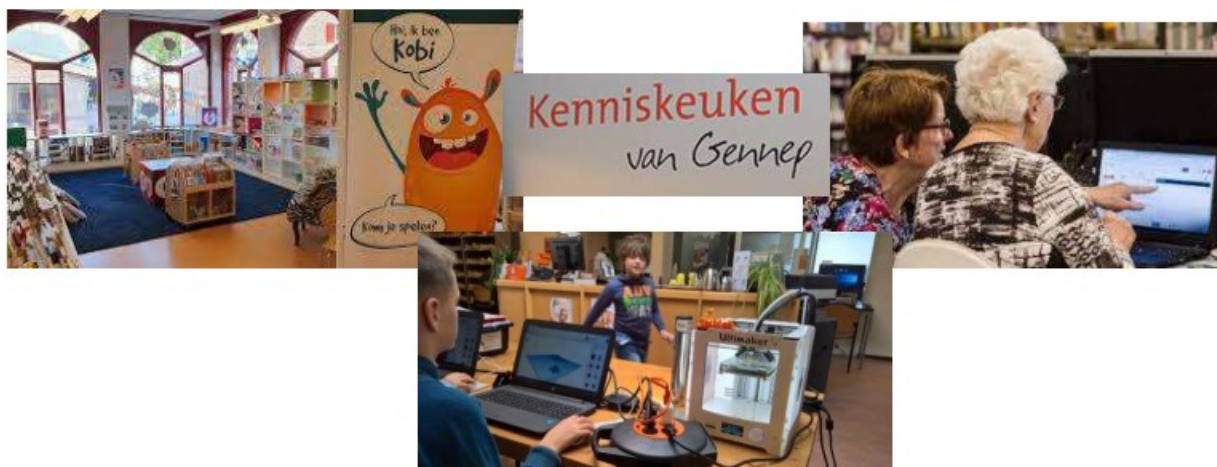 Hoi, ik ben
Kobi
Kom je spelen?
Kenniskeuken
van Gennep
Ultimaker